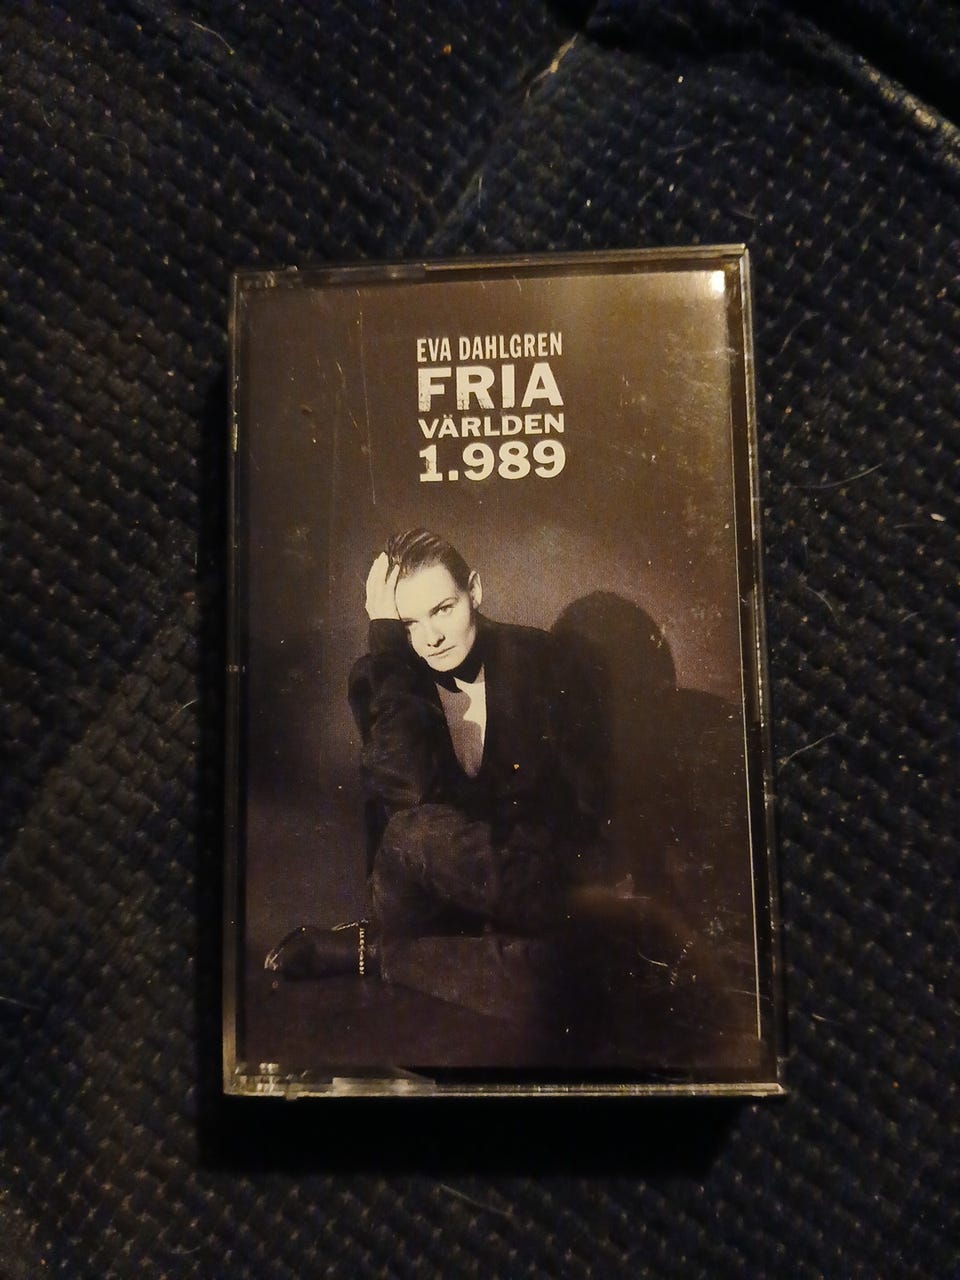 EVA DAHLGREN
FRIA
VÄRLDEN
1.989